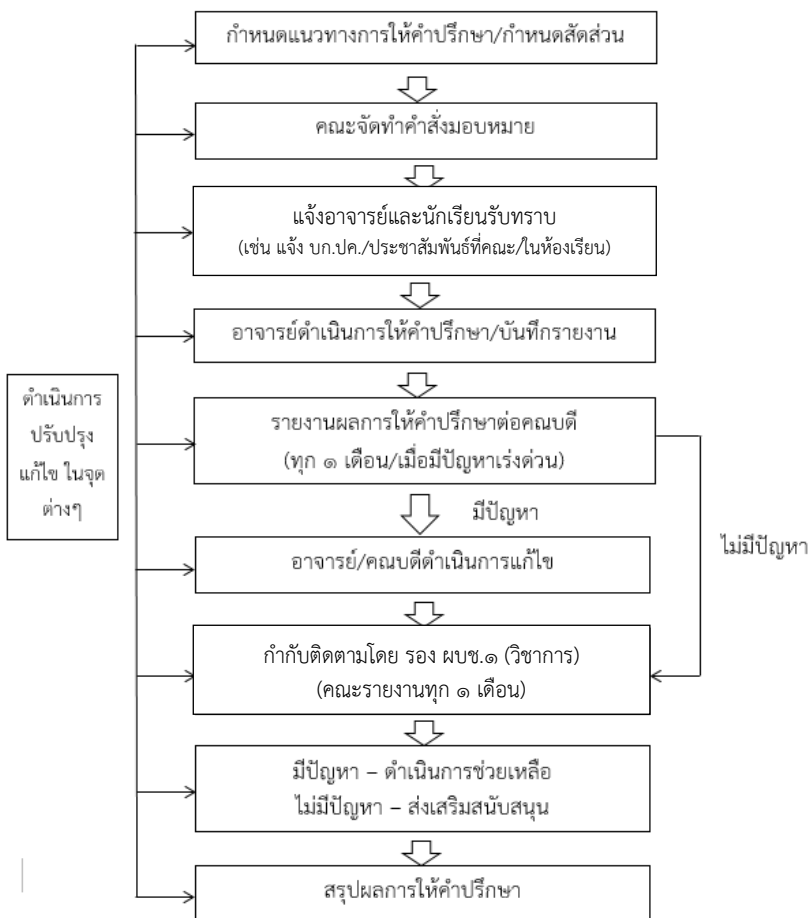 กำหนดแนวทางการให้คำปรึกษา/กำหนดสัดส่วน
คณะจัดทำคำสั่งมอบหมาย
แจ้งอาจารย์และนักเรียนรับทราบ
(เช่น แจ้ง บก.ปค./ประชาสัมพันธ์ที่คณะ/ในห้องเรียน)
อาจารย์ดำเนินการให้คำปรึกษา/บันทึกรายงาน
ดำเนินการ
ปรับปรุง
แก้ไข ในจุด
ต่างๆ
รายงานผลการให้คำปรึกษาต่อคณบดี
(ทุก ๑ เดือน/เมื่อมีปัญหาเร่งด่วน)
มีปัญหา
ไม่มีปัญหา
อาจารย์/คณบดีดำเนินการแก้ไข
กำกับติดตามโดย รอง ผบช.๑ (วิชาการ)
(คณะรายงานทุก ๑ เดือน)
มีปัญหา – ดำเนินการช่วยเหลือ
ไม่มีปัญหา – ส่งเสริมสนับสนุน
สรุปผลการให้คำปรึกษา